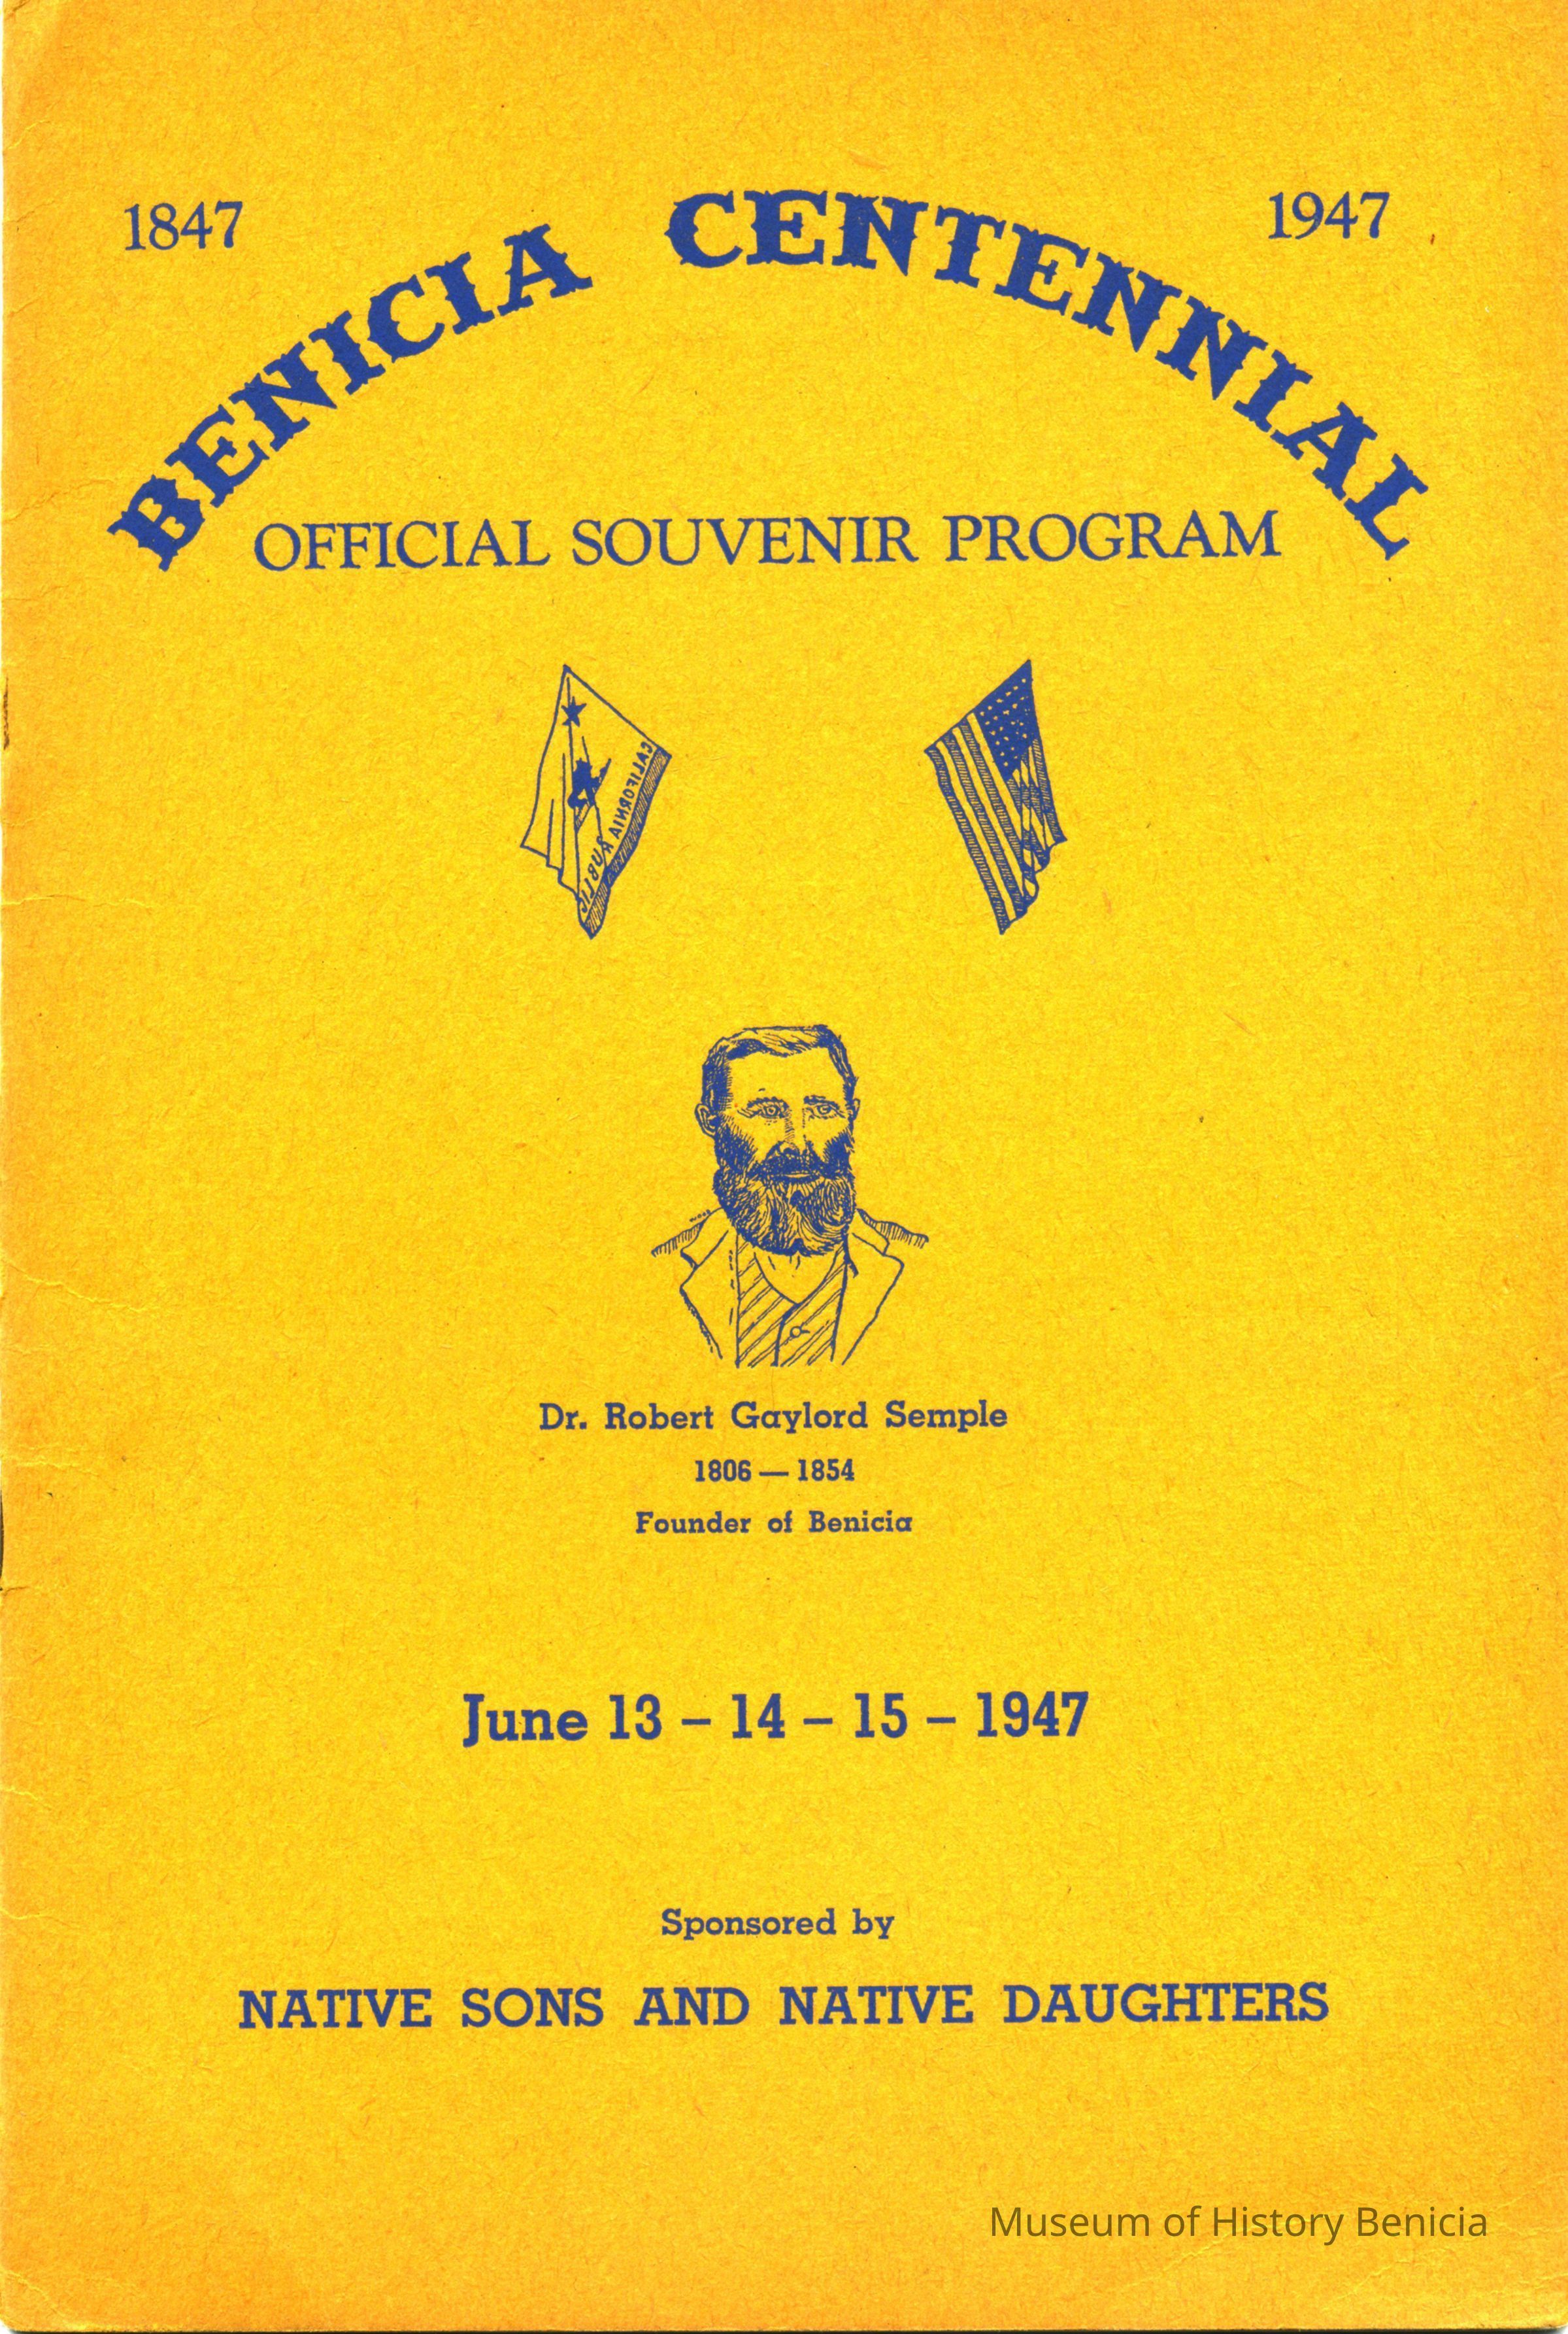 1847
1947
BENICIA CENTENNIAL
OFFICIAL SOUVENIR PROGRAM
CALIFORNIA RUBLIC
Dr. Robert Gaylord Semple
1806 — 1854
Founder of Benicia
June 13 – 14 – 15 – 1947
Sponsored by
NATIVE SONS AND NATIVE DAUGHTERS
Museum of History Benicia